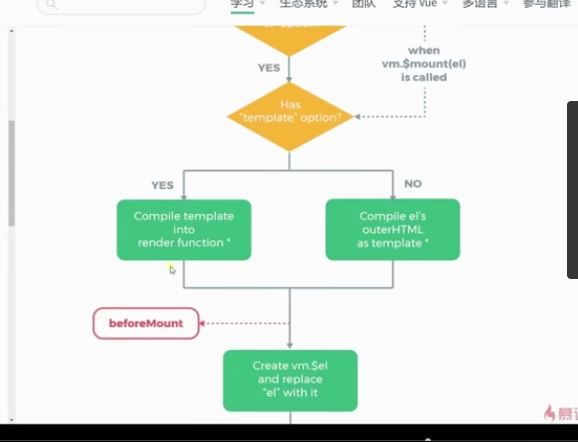 学习 生态系统 团队 支持 Vue 多语言 参与翻译
YES
when
vm.$mount(el)
is called
Has
"template" option?
YES
NO
Compile template
into
render function *
Compile el's
outerHTML
as template *
beforeMount
Create vm.$el
and replace
"el" with it